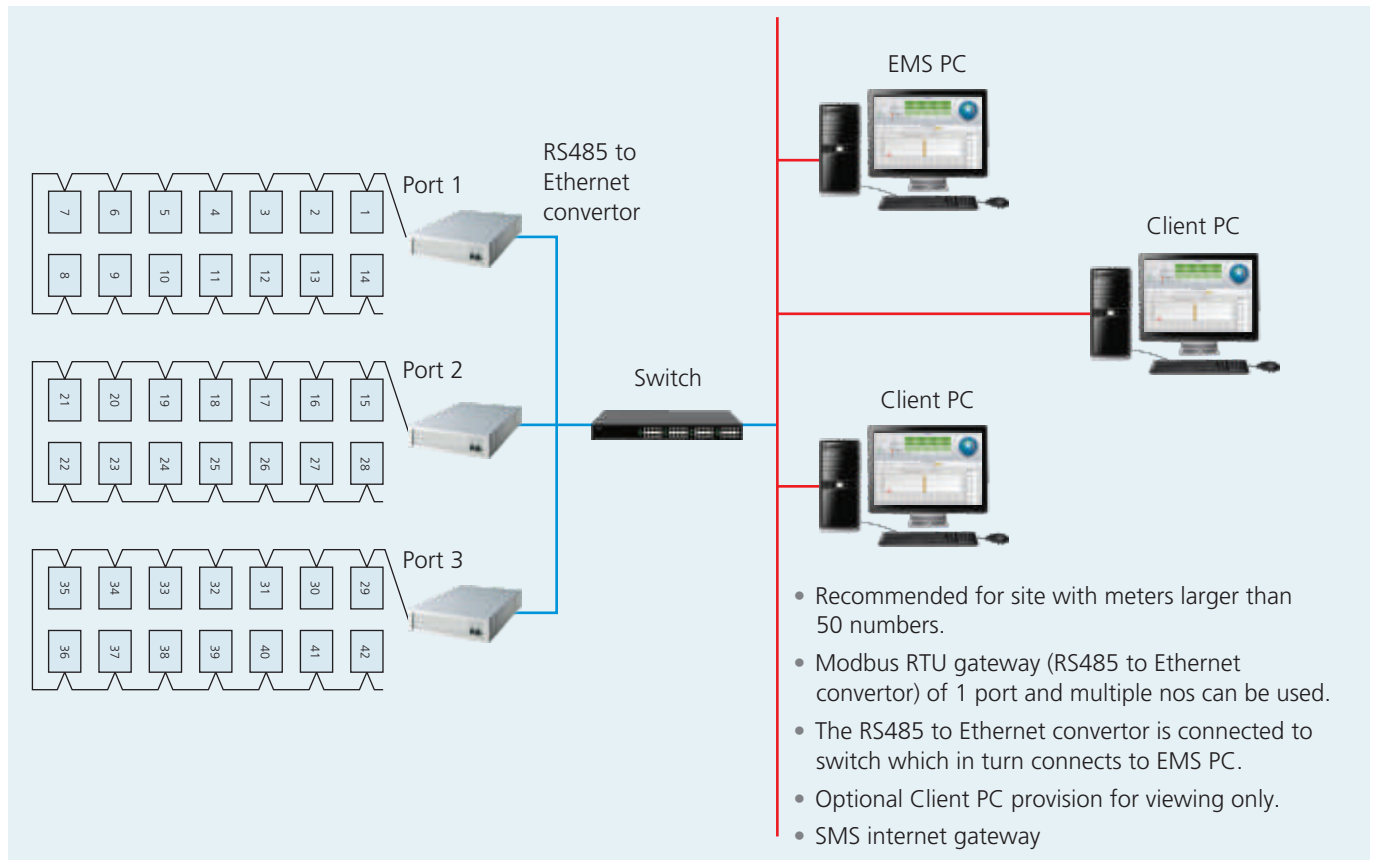 EMS PC
RS485 to
Ethernet
convertor
Port 1
7 6 5 4 3 2 1
8 9 10 11 12 13 14
Client PC
Port 2
21 20 19 18 17 16 15
22 23 24 25 26 27 28
Switch
Client PC
Port 3
35 34 33 32 31 30 29
36 37 38 39 40 41 42
• Recommended for site with meters larger than
50 numbers.
• Modbus RTU gateway (RS485 to Ethernet
convertor) of 1 port and multiple nos can be used.
• The RS485 to Ethernet convertor is connected to
switch which in turn connects to EMS PC.
• Optional Client PC provision for viewing only.
• SMS internet gateway